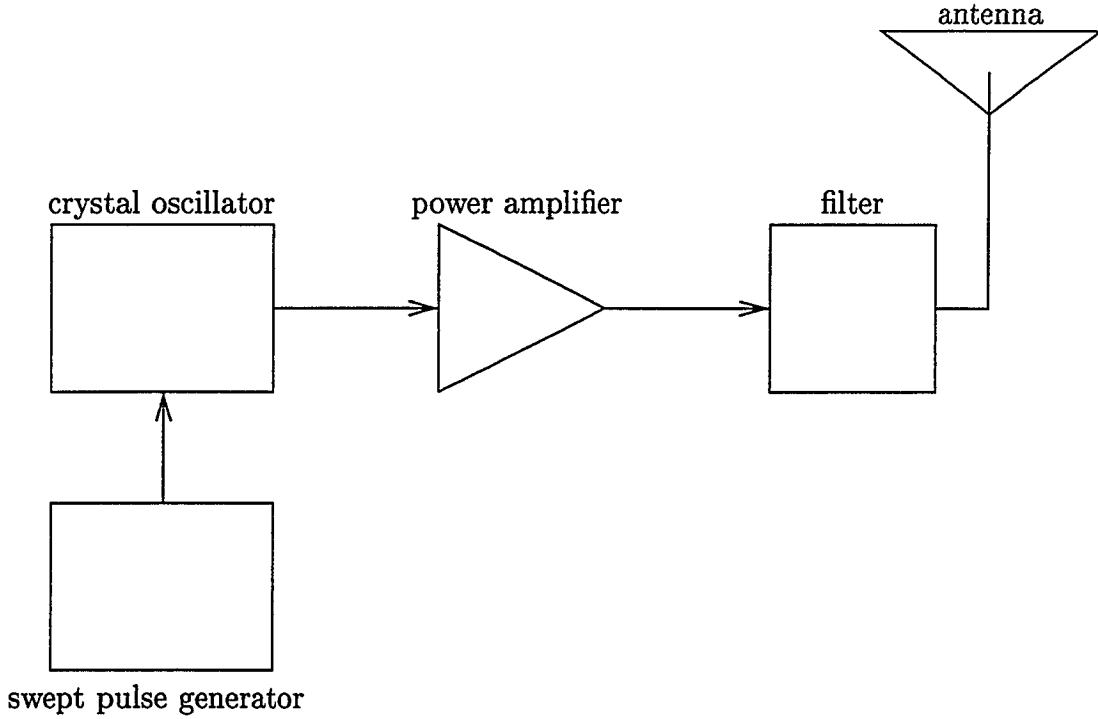 antenna
crystal oscillator
power amplifier
filter
swept pulse generator